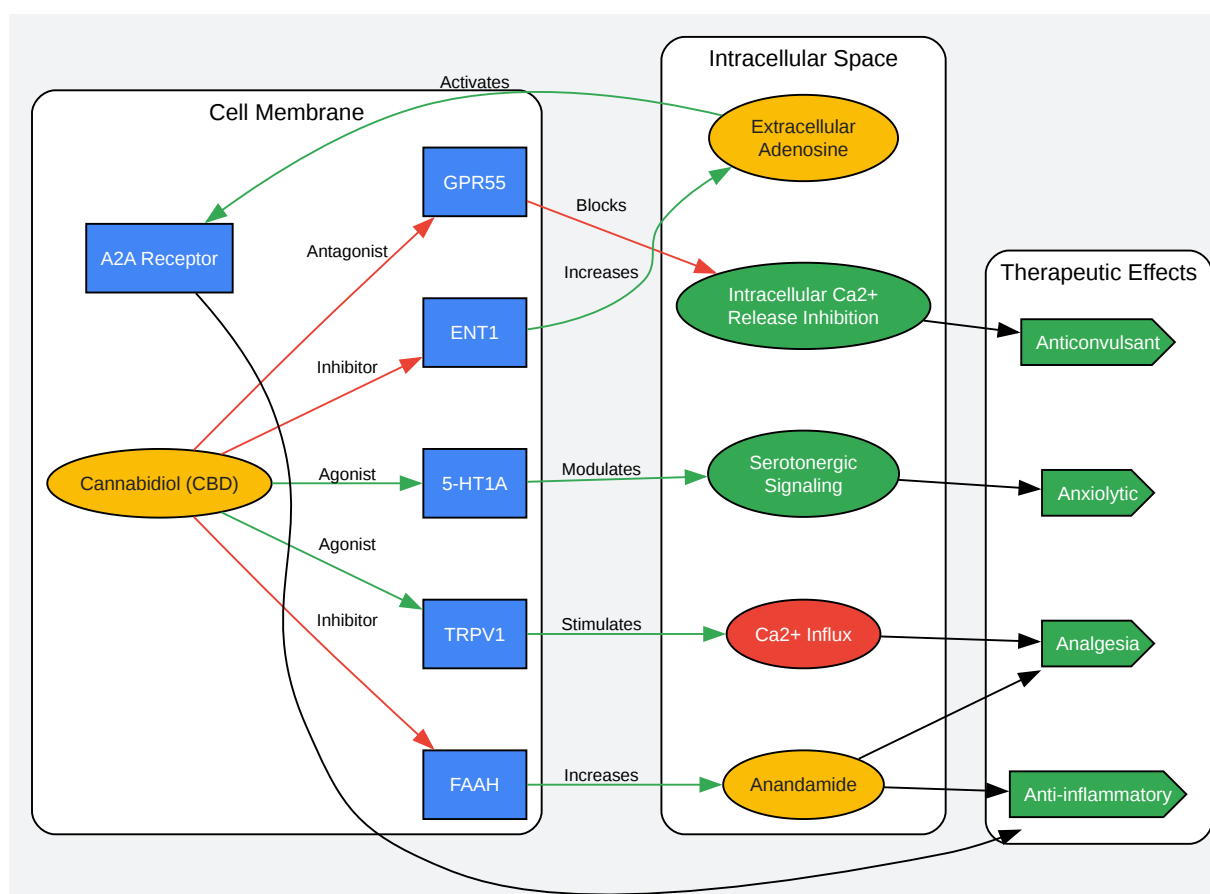 Intracellular Space
Activates
Cell Membrane
Extracellular
Adenosine
GPR55
Blocks
A2A Receptor
Antagonist
Increases
Therapeutic Effects
Intracellular Ca2+
Release Inhibition
ENT1
Anticonvulsant
Inhibitor
Cannabidiol (CBD)
Agonist
5-HT1A
Modulates
Serotonergic
Signaling
Anxiolytic
Agonist
Inhibitor
TRPV1
Stimulates
Ca2+ Influx
Analgesia
FAAH
Increases
Anandamide
Anti-inflammatory